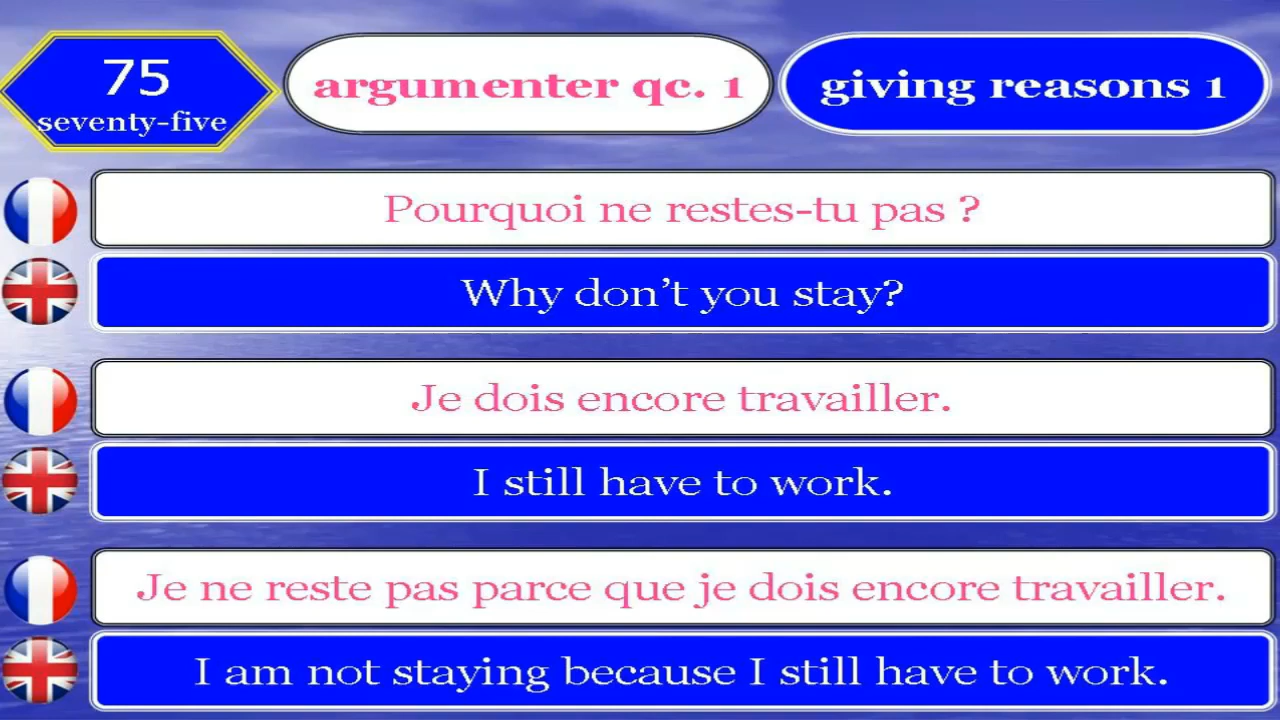 75
seventy-five
argumenter qc. 1
giving reasons 1
Pourquoi ne restes-tu pas ?
Why don’t you stay?
Je dois encore travailler.
I still have to work.
Je ne reste pas parce que je dois encore travailler.
I am not staying because I still have to work.